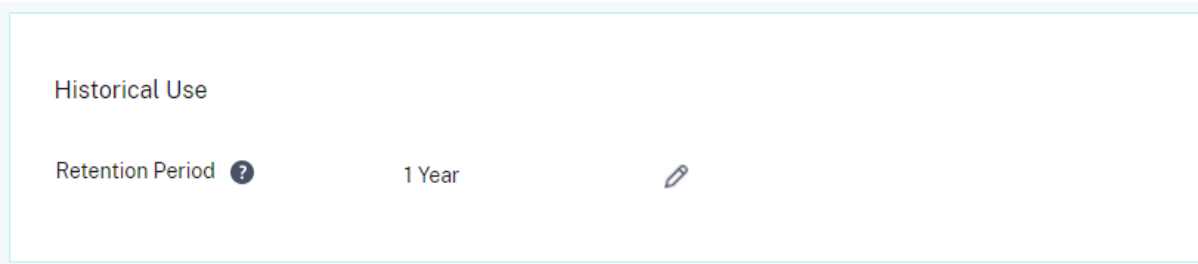 Historical Use
Retention Period ? 1 Year